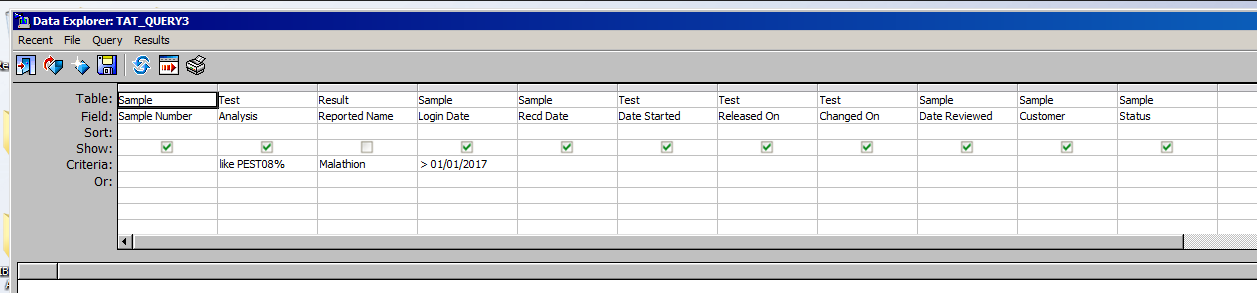 Data Explorer: TAT_QUERY3
Recent File Query Results
Table: Sample Test Result Sample Sample Test Test Test Sample Sample Sample
Field: Sample Number Analysis Reported Name Login Date Recd Date Date Started Released On Changed On Date Reviewed Customer Status
Sort:
Show:
Criteria: like PEST08% Malathion > 01/01/2017
Or: